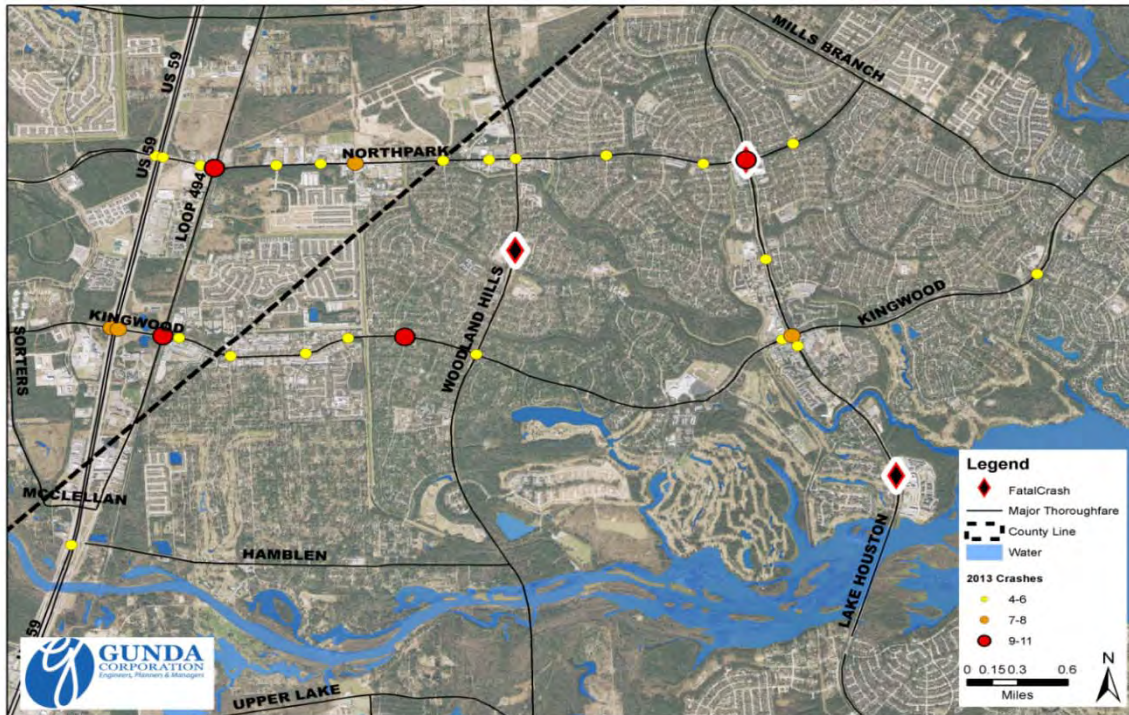 US 59
MILLS BRANCH
US 59
NORTHPARK
LOOP 494
WOODLAND HILLS
KINGWOOD
KINGWOOD
SORTERS
MCCLELLAN
HAMBLEN
LAKE HOUSTON
59
UPPER LAKE
GUNDA
CORPORATION
Engineers, Planners & Managers
Legend
FatalCrash
Major Thoroughfare
County Line
Water
2013 Crashes
4-6
7-8
9-11
0 0.15 0.3 0.6
Miles
N